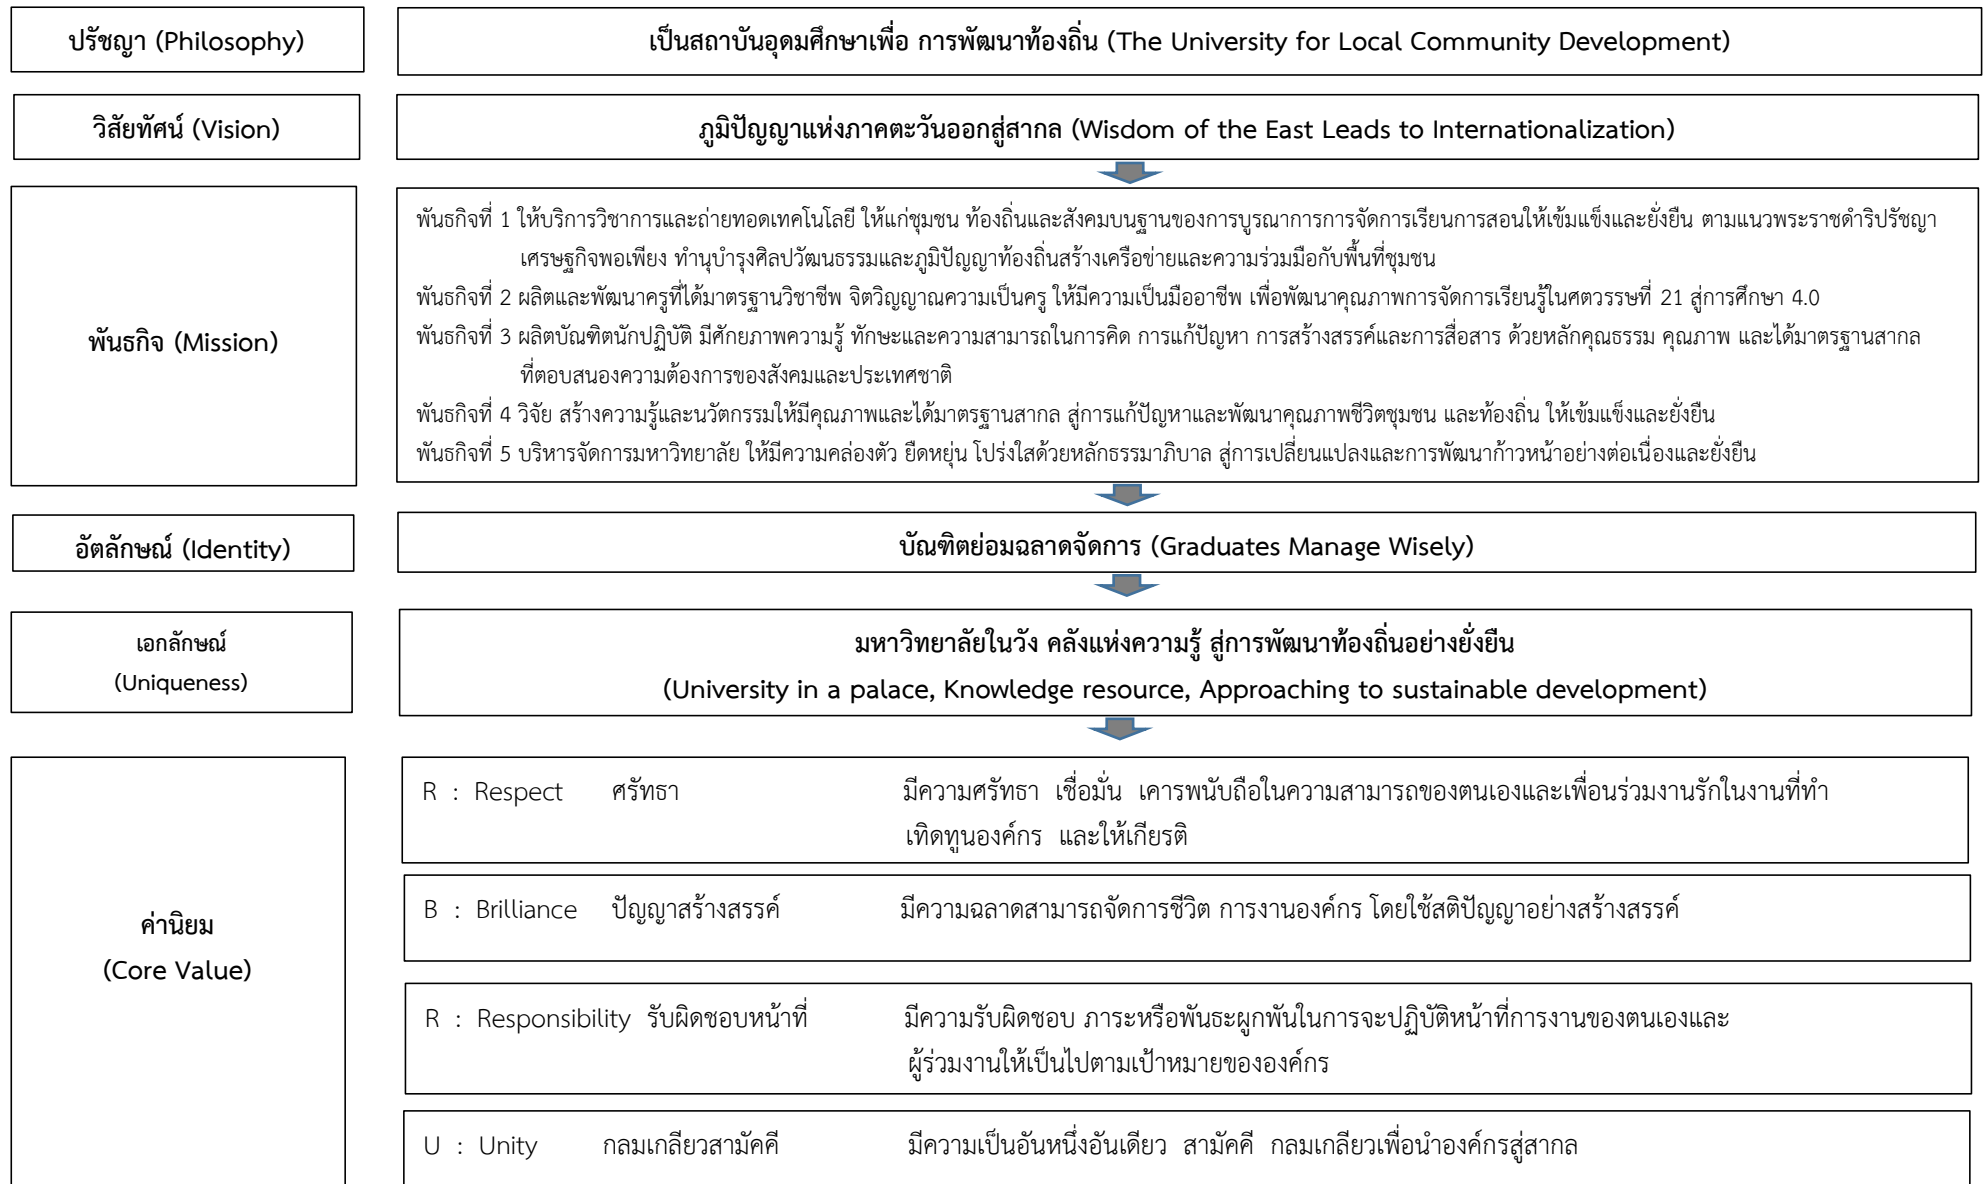 ปรัชญา (Philosophy)
เป็นสถาบันอุดมศึกษาเพื่อ การพัฒนาท้องถิ่น (The University for Local Community Development)
วิสัยทัศน์ (Vision)
ภูมิปัญญาแห่งภาคตะวันออกสู่สากล (Wisdom of the East Leads to Internationalization)
พันธกิจ (Mission)
พันธกิจที่ 1 ให้บริการวิชาการและถ่ายทอดเทคโนโลยี ให้แก่ชุมชน ท้องถิ่นและสังคมบนฐานของการบูรณาการการจัดการเรียนการสอนให้เข้มแข็งและยั่งยืน ตามแนวพระราชดำริปรัชญา
เศรษฐกิจพอเพียง ทำนุบำรุงศิลปวัฒนธรรมและภูมิปัญญาท้องถิ่นสร้างเครือข่ายและความร่วมมือกับพื้นที่ชุมชน
พันธกิจที่ 2 ผลิตและพัฒนาครูที่ได้มาตรฐานวิชาชีพ จิตวิญญาณความเป็นครู ให้มีความเป็นมืออาชีพ เพื่อพัฒนาคุณภาพการจัดการเรียนรู้ในศตวรรษที่ 21 สู่การศึกษา 4.0
พันธกิจที่ 3 ผลิตบัณฑิตนักปฏิบัติ มีศักยภาพความรู้ ทักษะและความสามารถในการคิด การแก้ปัญหา การสร้างสรรค์และการสื่อสาร ด้วยหลักคุณธรรม คุณภาพ และได้มาตรฐานสากล
ที่ตอบสนองความต้องการของสังคมและประเทศชาติ
พันธกิจที่ 4 วิจัย สร้างความรู้และนวัตกรรมให้มีคุณภาพและได้มาตรฐานสากล สู่การแก้ปัญหาและพัฒนาคุณภาพชีวิตชุมชน และท้องถิ่น ให้เข้มแข็งและยั่งยืน
พันธกิจที่ 5 บริหารจัดการมหาวิทยาลัย ให้มีความคล่องตัว ยืดหยุ่น โปร่งใสด้วยหลักธรรมาภิบาล สู่การเปลี่ยนแปลงและการพัฒนาก้าวหน้าอย่างต่อเนื่องและยั่งยืน
อัตลักษณ์ (Identity)
บัณฑิตย่อมฉลาดจัดการ (Graduates Manage Wisely)
เอกลักษณ์
(Uniqueness)
มหาวิทยาลัยในวัง คลังแห่งความรู้ สู่การพัฒนาท้องถิ่นอย่างยั่งยืน
(University in a palace, Knowledge resource, Approaching to sustainable development)
ค่านิยม
(Core Value)
R : Respect ศรัทธา มีความศรัทธา เชื่อมั่น เคารพนับถือในความสามารถของตนเองและเพื่อนร่วมงานรักในงานที่ทำ
เทิดทูนองค์กร และให้เกียรติ
B : Brilliance ปัญญาสร้างสรรค์ มีความฉลาดสามารถจัดการชีวิต การงานองค์กร โดยใช้สติปัญญาอย่างสร้างสรรค์
R : Responsibility รับผิดชอบหน้าที่ มีความรับผิดชอบ ภาระหรือพันธะผูกพันในการจะปฏิบัติหน้าที่การงานของตนเองและ
ผู้ร่วมงานให้เป็นไปตามเป้าหมายขององค์กร
U : Unity กลมเกลียวสามัคคี มีความเป็นอันหนึ่งอันเดียว สามัคคี กลมเกลียวเพื่อนำองค์กรสู่สากล